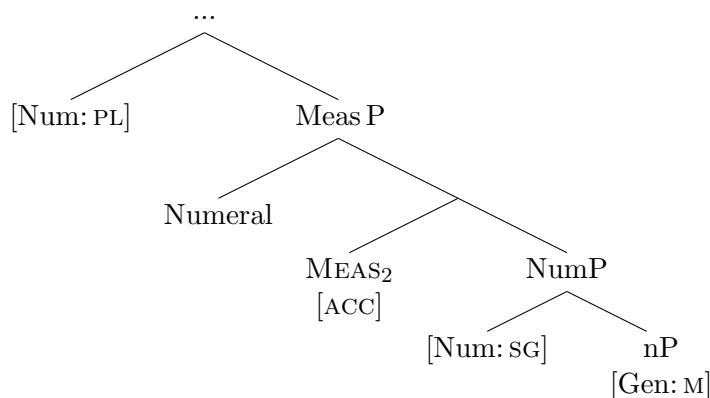 ...
[Num: PL] Meas P
Numeral
MEAS₂ NumP
[ACC]
[Num: SG] nP
[Gen: M]